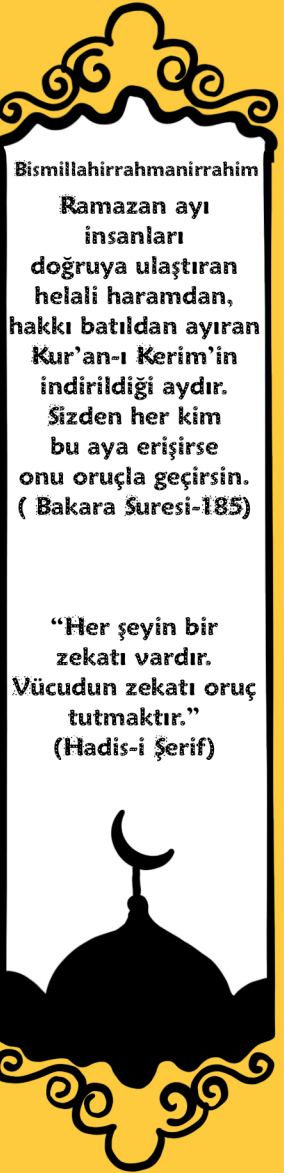 Bismillahirrahmanirrahim
Ramazan ayı
insanları
doğruya ulaştıran
helali haramdan,
hakkı batıldan ayıran
Kur'an-ı Kerim'in
indirildiği aydır.
Sizden her kim
bu aya erişirse
onu oruçla geçirsin.
( Bakara Suresi-185)
“Her şeyin bir
zekatı vardır.
Vücudun zekatı oruç
tutmaktır.”
(Hadis-i Şerif)